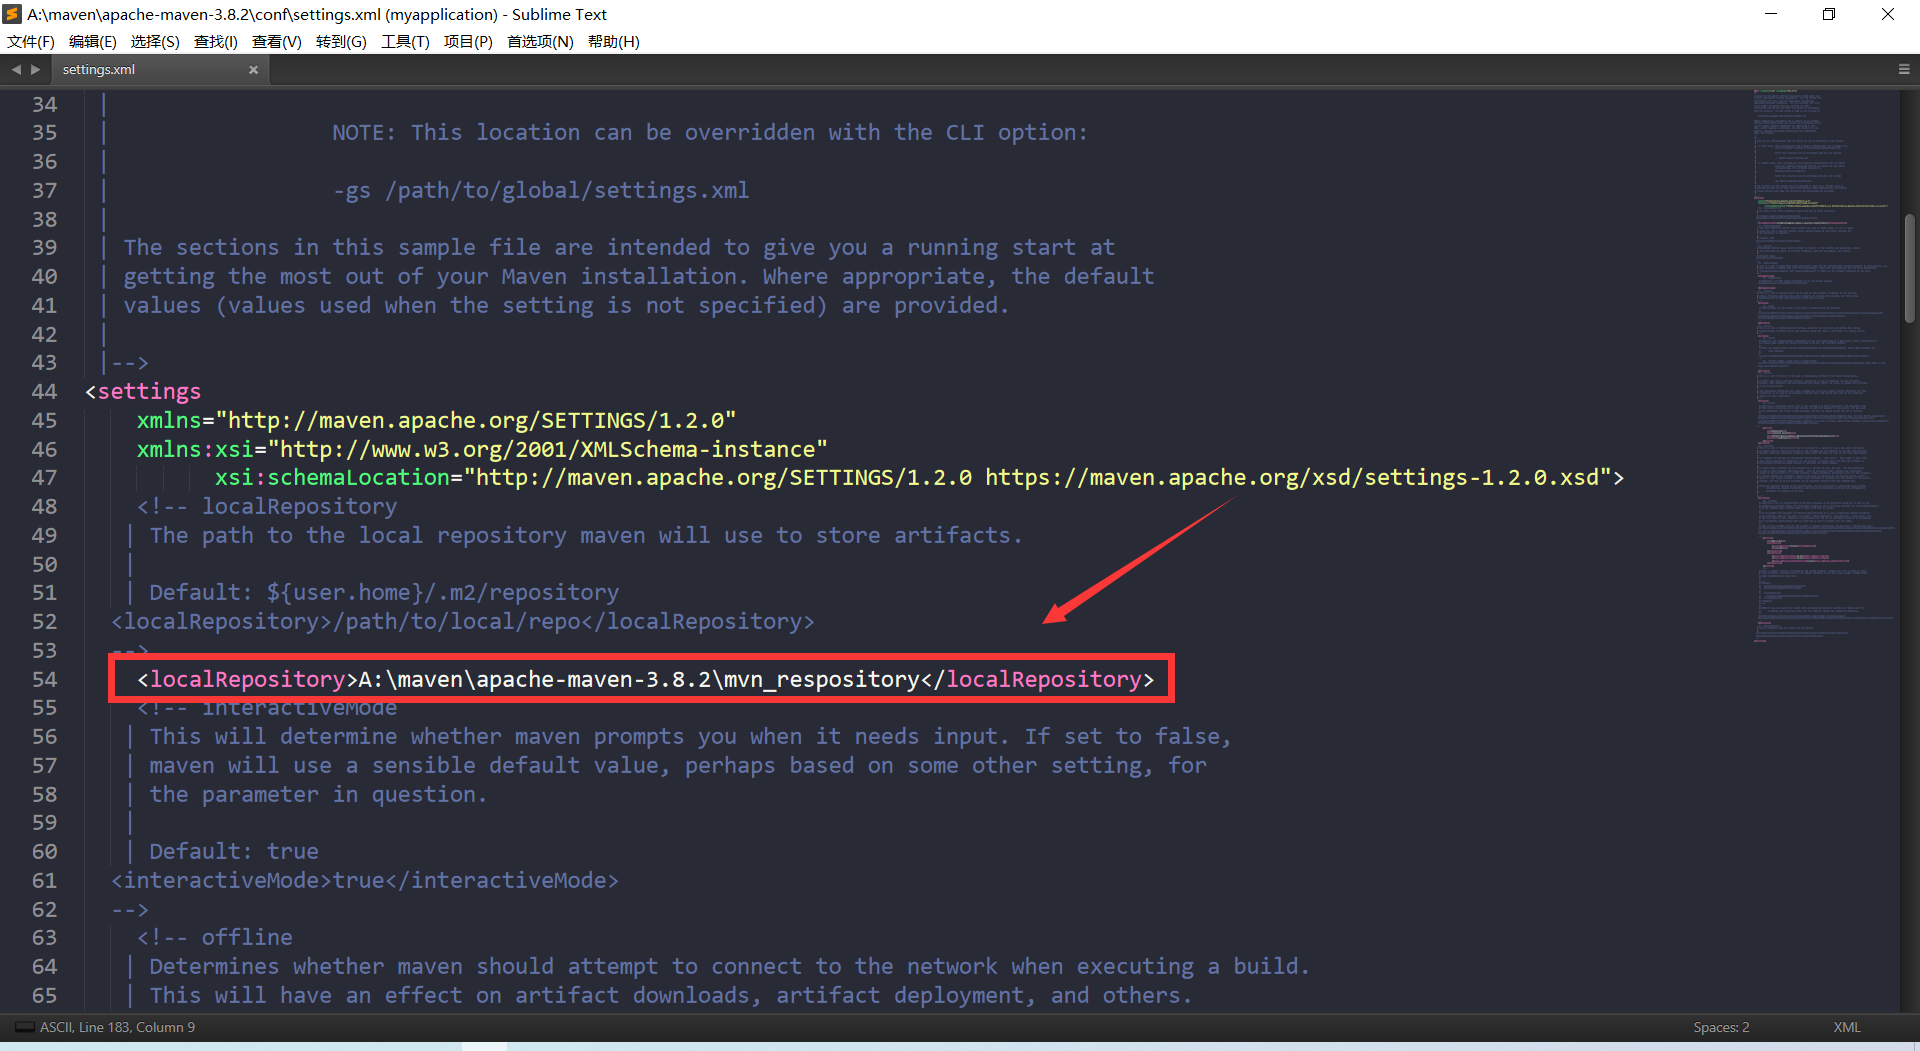 A:\maven\apache-maven-3.8.2\conf\settings.xml (myapplication) - Sublime Text
文件(F) 编辑(E) 选择(S) 查找(I) 查看(V) 转到(G) 工具(T) 项目(P) 首选项(N) 帮助(H)
settings.xml
34 |
35 | NOTE: This location can be overridden with the CLI option:
36 |
37 | -gs /path/to/global/settings.xml
38 |
39 | The sections in this sample file are intended to give you a running start at
40 | getting the most out of your Maven installation. Where appropriate, the default
41 | values (values used when the setting is not specified) are provided.
42 |
43 |-->
44 <settings
45 xmlns="http://maven.apache.org/SETTINGS/1.2.0"
46 xmlns:xsi="http://www.w3.org/2001/XMLSchema-instance"
47 xsi:schemaLocation="http://maven.apache.org/SETTINGS/1.2.0 https://maven.apache.org/xsd/settings-1.2.0.xsd">
48 <!-- localRepository
49 | The path to the local repository maven will use to store artifacts.
50 |
51 | Default: ${user.home}/.m2/repository
52 <localRepository>/path/to/local/repo</localRepository>
53 -->
54 <localRepository>A:\maven\apache-maven-3.8.2\mvn_respository</localRepository>
55 <!-- interactiveMode
56 | This will determine whether maven prompts you when it needs input. If set to false,
57 | maven will use a sensible default value, perhaps based on some other setting, for
58 | the parameter in question.
59 |
60 | Default: true
61 <interactiveMode>true</interactiveMode>
62 -->
63 <!-- offline
64 | Determines whether maven should attempt to connect to the network when executing a build.
65 | This will have an effect on artifact downloads, artifact deployment, and others.
ASCII, Line 183, Column 9 Spaces: 2 XML